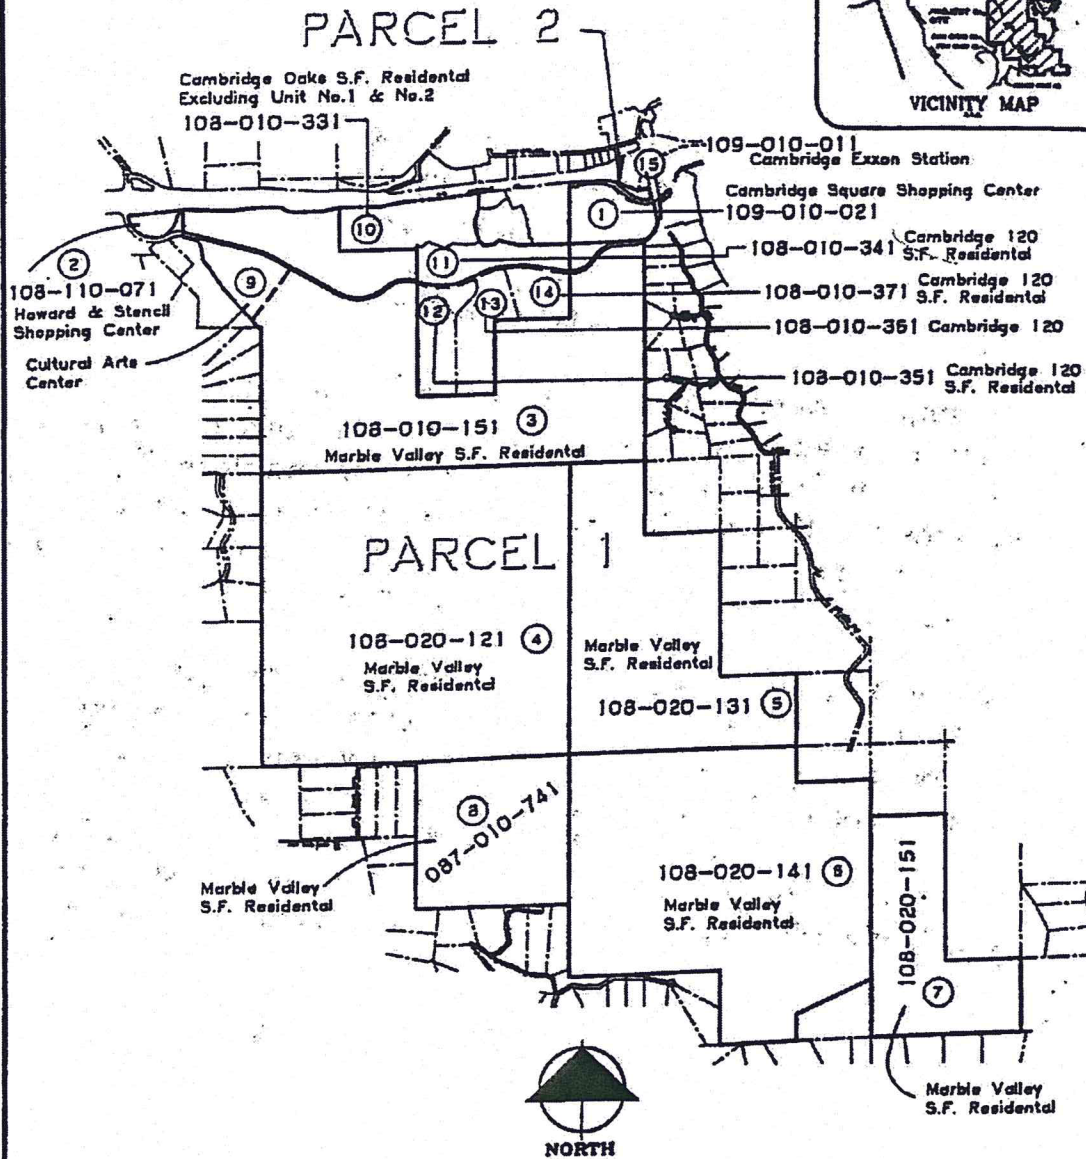 PARCEL 2
VICINITY MAP
Cambridge Oaks S.F. Residental
Excluding Unit No.1 & No.2
108-010-331
109-010-011
Cambridge Exxon Station
15
Cambridge Square Shopping Center
109-010-021
1
10
108-010-341 Cambridge 120
S.F. Residental
11
2
108-110-071
Howard & Stencil
Shopping Center
9
108-010-371 Cambridge 120
S.F. Residental
14
12
13
108-010-361 Cambridge 120
Cultural Arts
Center
108-010-351 Cambridge 120
S.F. Residental
108-010-151 3
Marble Valley S.F. Residental
PARCEL 1
108-020-121 4
Marble Valley
S.F. Residental
Marble Valley
S.F. Residental
108-020-131 5
8
087-010-741
Marble Valley
S.F. Residental
108-020-141 6
Marble Valley
S.F. Residental
108-020-151
7
Marble Valley
S.F. Residental
NORTH